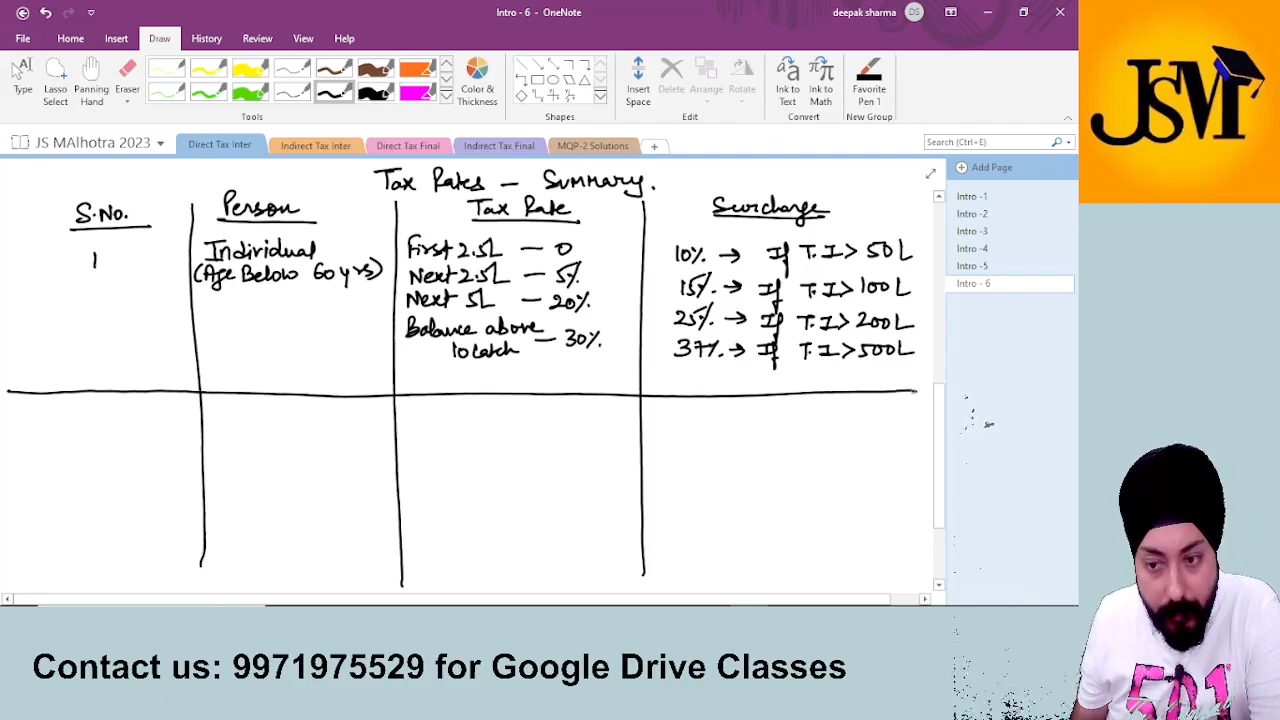 Intro - 6 - OneNote
deepak sharma DS
File Home Insert Draw History Review View Help
Type
Lasso Select
Panning Hand
Eraser
Color & Thickness
Insert Space
Delete
Arrange
Rotate
Ink to Text
Ink to Math
Favorite Pen 1
Tools
Shapes
Edit
Convert
New Group
JS MAlhotra 2023
Direct Tax Inter
Indirect Tax Inter
Direct Tax Final
Indirect Tax Final
MQP-2 Solutions
Search (Ctrl+E)
Add Page
Intro -1
Intro -2
Intro -3
Intro -4
Intro -5
Intro - 6
Tax Rates - Summary.
S.No. Person Tax Rate Surcharge
1
Individual
(Age Below 60 yrs)
First 2.5L - 0
Next 2.5L - 5%
Next 5L - 20%
Balance above
10 Lakh - 30%.
10% → If T.I > 50L
15% → If T.I > 100L
25% → If T.I > 200L
37% → If T.I > 500L
JSM
Contact us: 9971975529 for Google Drive Classes
501